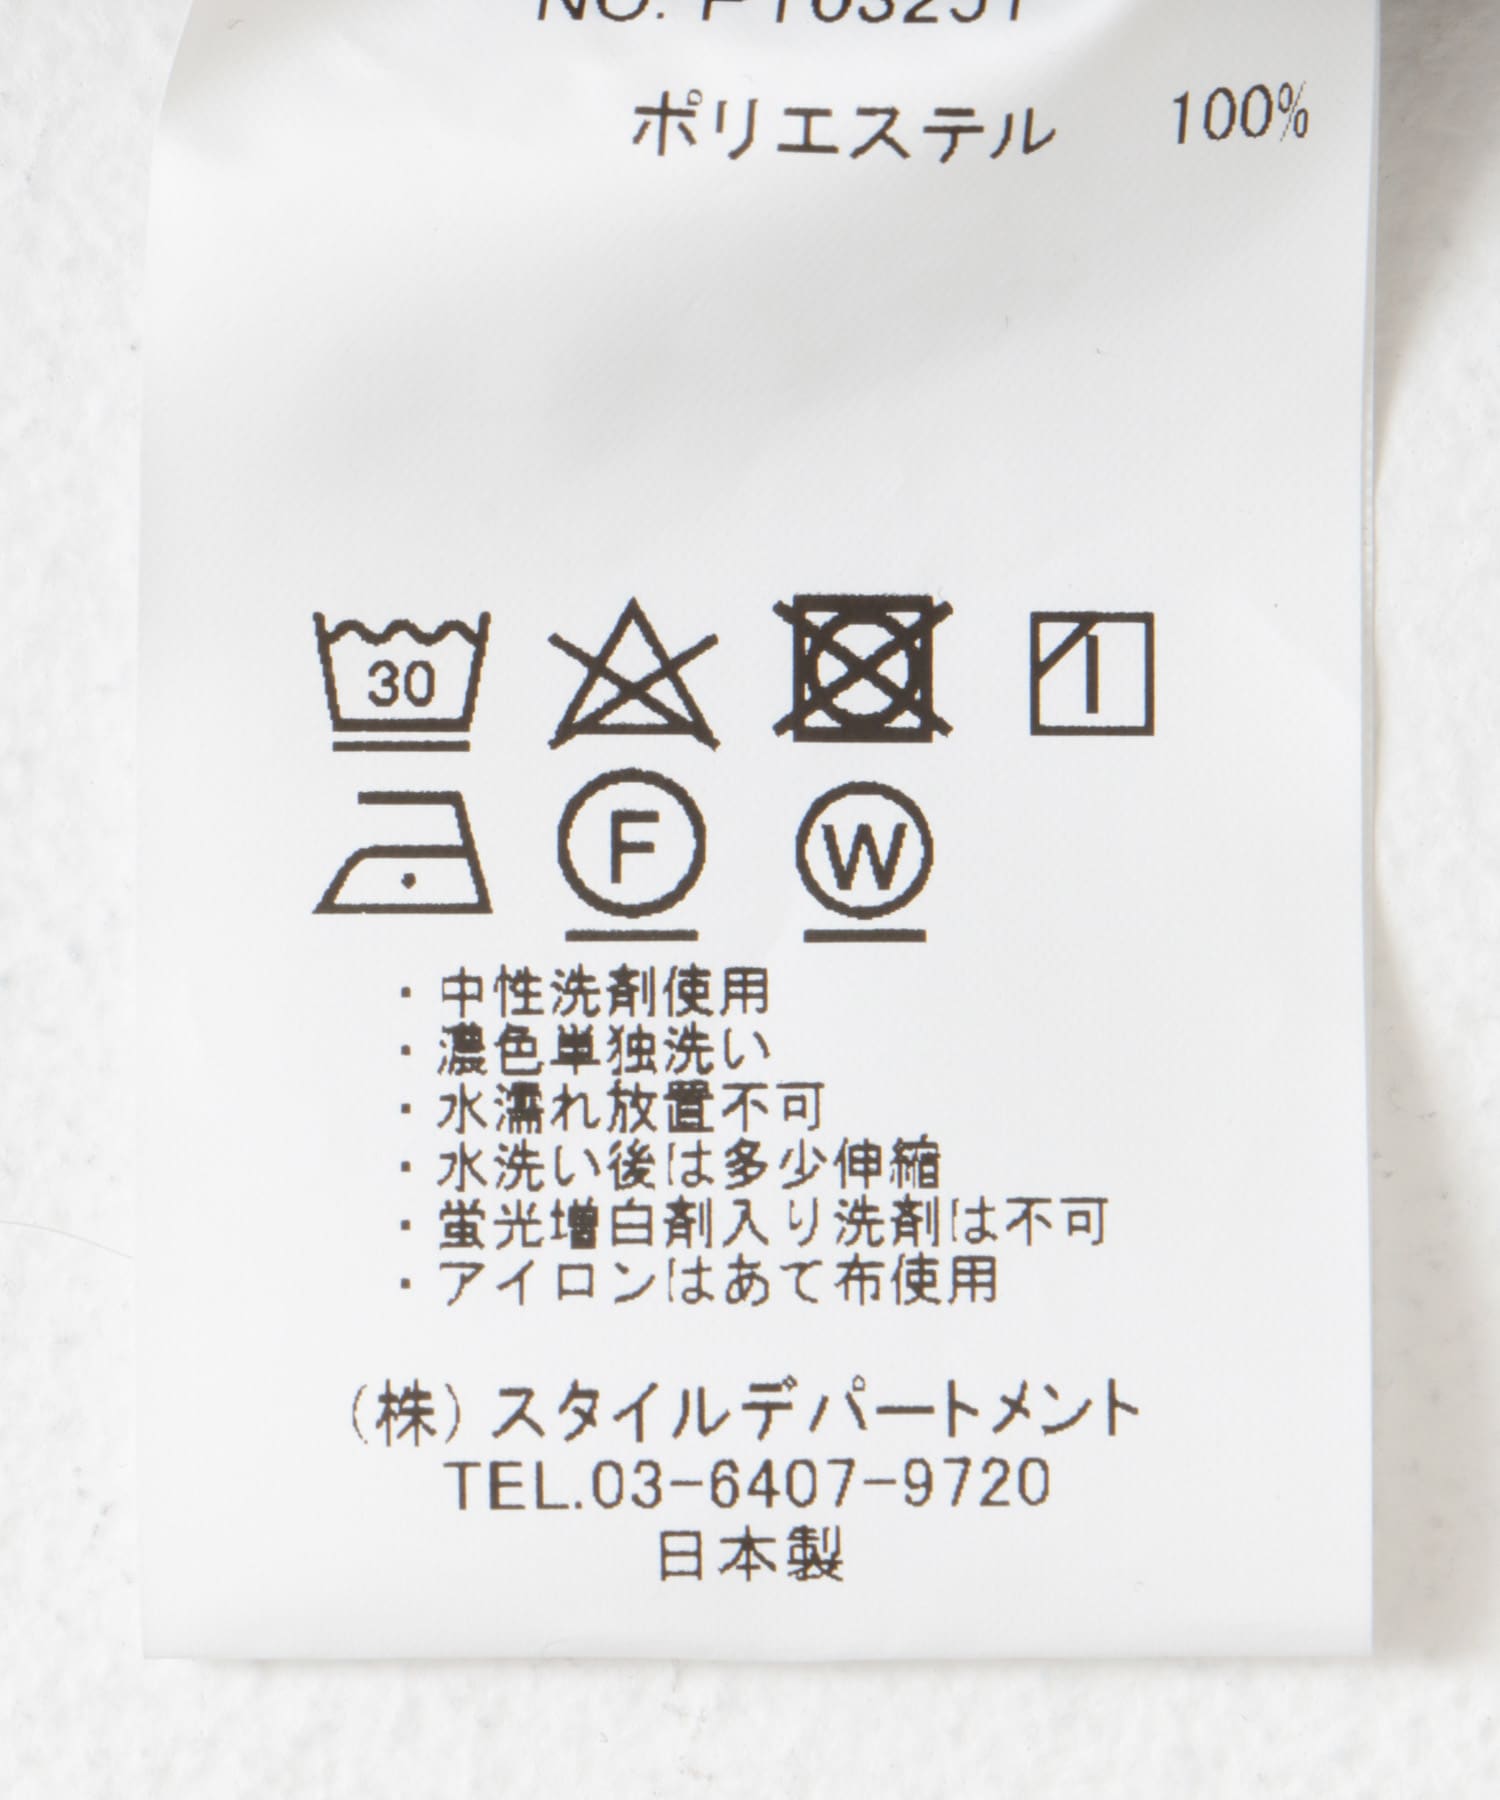 ポリエステル 100%
30
F W
・中性洗剤使用
・濃色単独洗い
・水濡れ放置不可
・水洗い後は多少伸縮
・蛍光増白剤入り洗剤は不可
・アイロンはあて布使用
(株)スタイルデパートメント
TEL.03-6407-9720
日本製